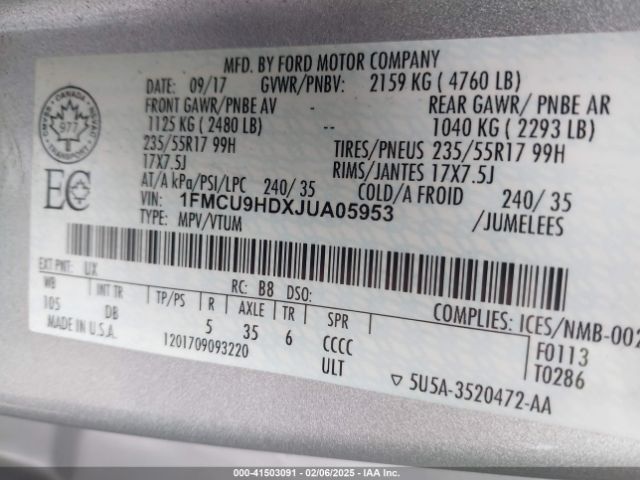 MFD. BY FORD MOTOR COMPANY
DATE: 09/17 GVWR/PNBV: 2159 KG ( 4760 LB)
FRONT GAWR/PNBE AV REAR GAWR/ PNBE AR
1125 KG ( 2480 LB) -- 1040 KG ( 2293 LB)
235/55R17 99H TIRES/PNEUS 235/55R17 99H
17X7.5J RIMS/JANTES 17X7.5J
AT/A kPa/PSI/LPC 240/ 35 COLD/A FROID 240/ 35
VIN: 1FMCU9HDXJUA05953
TYPE: MPV/VTUM /JUMELEES
CANADA
977
TRANSPORT
EC
EXT PNT: UX RC: B8 DSO:
WB INT TR TP/PS R AXLE TR SPR
105 DB 5 35 6 CCCC
MADE IN U.S.A. 1201709093220 ULT
COMPLIES: ICES/NMB-002
F0113
T0286
▽ 5U5A-3520472-AA
000-41503091 - 02/06/2025 - IAA Inc.